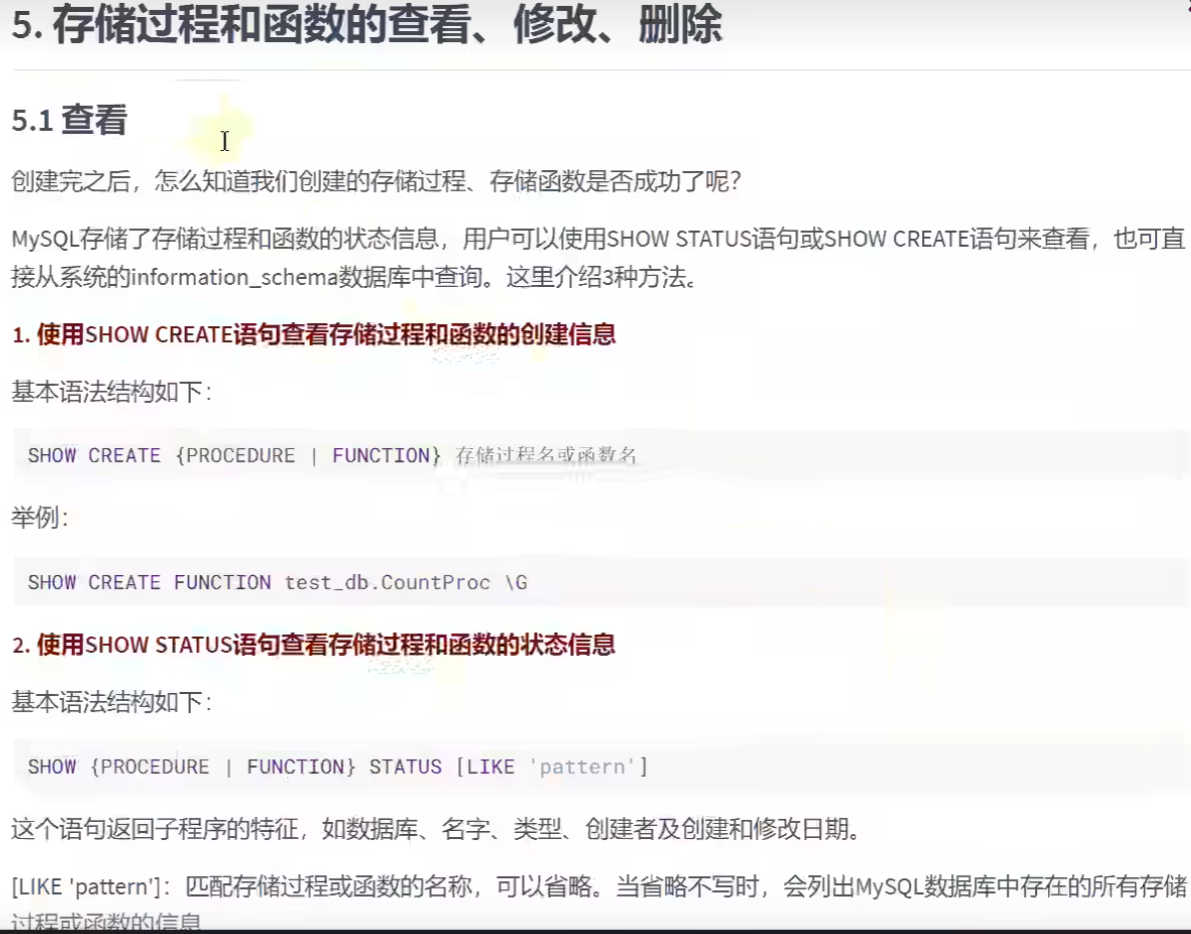 5. 存储过程和函数的查看、修改、删除
5.1 查看
创建完之后，怎么知道我们创建的存储过程、存储函数是否成功了呢？
MySQL存储了存储过程和函数的状态信息，用户可以使用SHOW STATUS语句或SHOW CREATE语句来查看，也可直
接从系统的information_schema数据库中查询。这里介绍3种方法。
1. 使用SHOW CREATE语句查看存储过程和函数的创建信息
基本语法结构如下：
SHOW CREATE {PROCEDURE | FUNCTION} 存储过程名或函数名
举例：
SHOW CREATE FUNCTION test_db.CountProc \G
2. 使用SHOW STATUS语句查看存储过程和函数的状态信息
基本语法结构如下：
SHOW {PROCEDURE | FUNCTION} STATUS [LIKE 'pattern']
这个语句返回子程序的特征，如数据库、名字、类型、创建者及创建和修改日期。
[LIKE 'pattern']：匹配存储过程或函数的名称，可以省略。当省略不写时，会列出MySQL数据库中存在的所有存储
过程或函数的信息